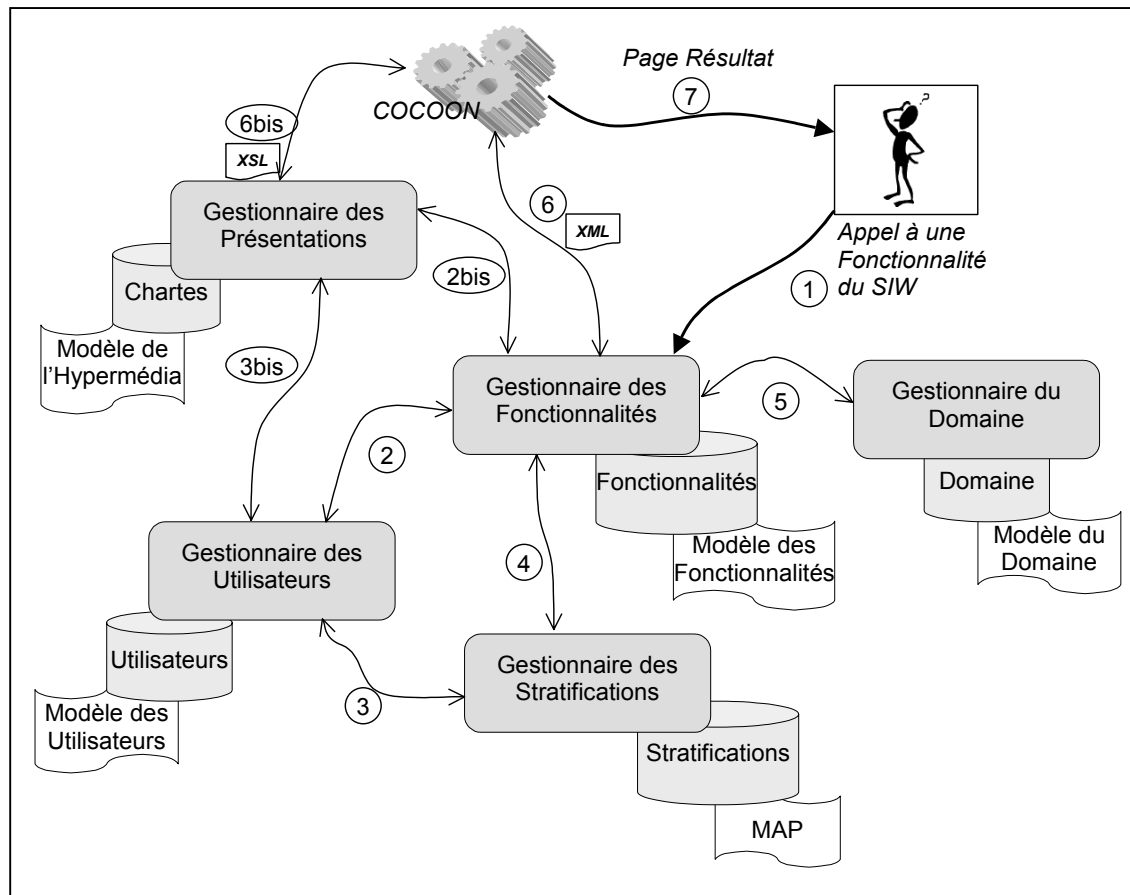 Page Résultat
7
?
COCOON
6bis
XSL
Gestionnaire des
Présentations
6
XML
Appel à une
Fonctionnalité
du SIW
1
2bis
Chartes
Modèle de
l'Hypermédia
3bis
Gestionnaire des
Fonctionnalités
5
Gestionnaire du
Domaine
2
Fonctionnalités
Domaine
Modèle des
Fonctionnalités
Modèle du
Domaine
Gestionnaire des
Utilisateurs
4
Utilisateurs
Gestionnaire des
Stratifications
3
Modèle des
Utilisateurs
Stratifications
MAP